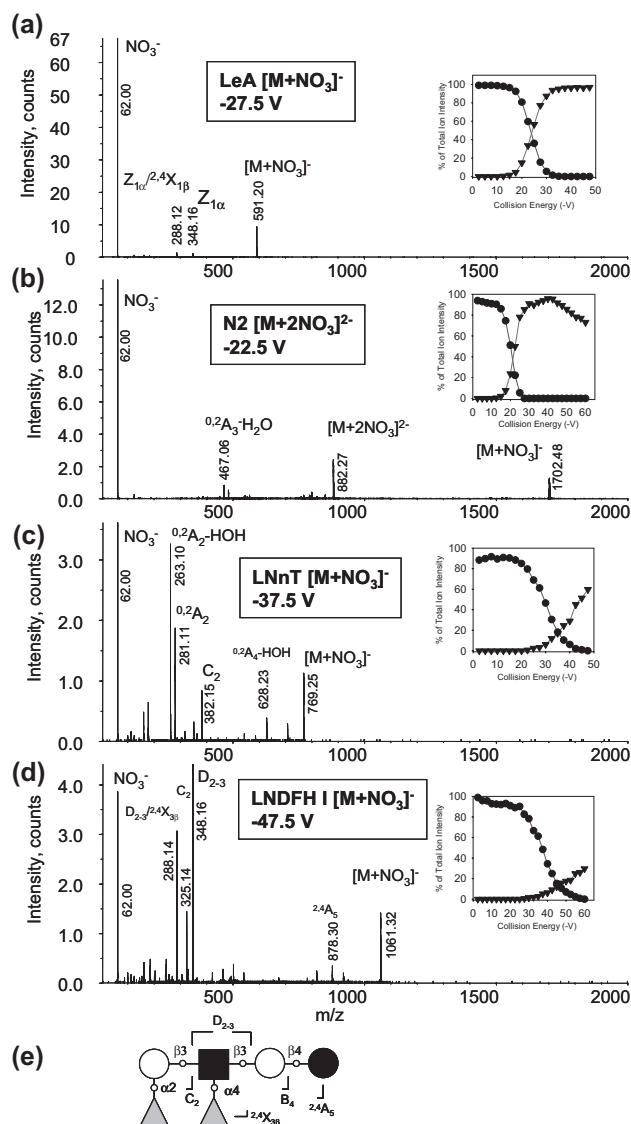 (a)
67
60
50
40
30
20
10
0
Intensity, counts
NO3-
62.00
LeA [M+NO3]-
-27.5 V
Z1α/2,4X1β
288.12
Z1α
348.16
[M+NO3]-
591.20
500 1000 1500 2000
% of Total Ion Intensity
100
80
60
40
20
0
0 10 20 30 40 50
Collision Energy (-V)
(b)
12.0
10.0
8.0
6.0
4.0
2.0
0.0
Intensity, counts
NO3-
62.00
N2 [M+2NO3]2-
-22.5 V
0,2A3-H2O
467.06
[M+2NO3]2-
882.27
[M+NO3]-
1702.48
500 1000 1500 2000
% of Total Ion Intensity
100
80
60
40
20
0
0 10 20 30 40 50 60
Collision Energy (-V)
(c)
3.0
2.0
1.0
0.0
Intensity, counts
NO3-
62.00
0,2A2-HOH
263.10
0,2A2
281.11
C2
382.15
LNnT [M+NO3]-
-37.5 V
0,2A4-HOH
628.23
[M+NO3]-
769.25
500 1000 1500 2000
% of Total Ion Intensity
100
80
60
40
20
0
0 10 20 30 40 50
Collision Energy (-V)
(d)
4.0
3.0
2.0
1.0
0.0
Intensity, counts
NO3-
62.00
D2-3/2,4X3β
288.14
C2
325.14
D2-3
348.16
LNDFH I [M+NO3]-
-47.5 V
2,4A5
878.30
[M+NO3]-
1061.32
500 1000 1500 2000
m/z
% of Total Ion Intensity
100
80
60
40
20
0
0 10 20 30 40 50 60
Collision Energy (-V)
(e)
D2-3
β3 β3 β4
α2 C2 α4 B4 2,4A5
2,4X3β